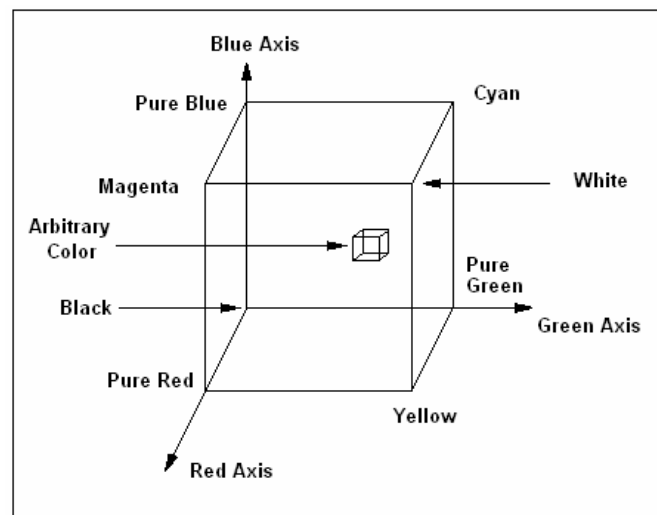 Blue Axis
Pure Blue
Cyan
Magenta
White
Arbitrary
Color
Pure
Green
Black
Green Axis
Pure Red
Yellow
Red Axis